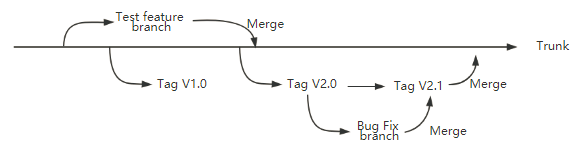 Test feature
branch
Merge
Trunk
Tag V1.0
Tag V2.0
Tag V2.1
Merge
Bug Fix
branch
Merge